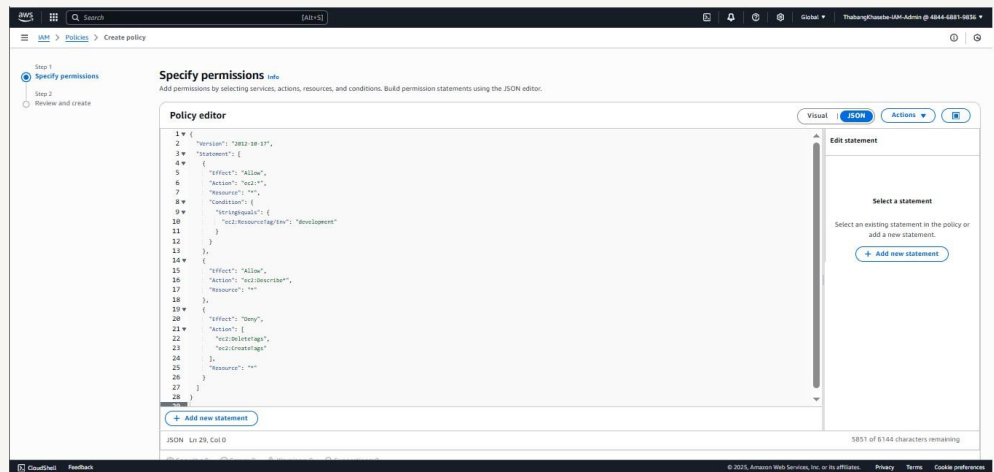 aws
Search [Alt+S]
Global ▼ ThabangKhasebe-IAM-Admin @ 4844-6881-9836 ▼
IAM > Policies > Create policy
Step 1
Specify permissions
Step 2
Review and create
Specify permissions Info
Add permissions by selecting services, actions, resources, and conditions. Build permission statements using the JSON editor.
Policy editor
Visual
JSON
Actions ▼
1 {
2 "Version": "2012-10-17",
3 "Statement": [
4 {
5 "Effect": "Allow",
6 "Action": "ec2:*",
7 "Resource": "*",
8 "Condition": {
9 "StringEquals": {
10 "ec2:ResourceTag/Env": "development"
11 }
12 }
13 },
14 {
15 "Effect": "Allow",
16 "Action": "ec2:Describe*",
17 "Resource": "*"
18 },
19 {
20 "Effect": "Deny",
21 "Action": [
22 "ec2:DeleteTags",
23 "ec2:CreateTags"
24 ],
25 "Resource": "*"
26 }
27 ]
28 }
29
Edit statement
Select a statement
Select an existing statement in the policy or
add a new statement.
+ Add new statement
+ Add new statement
JSON Ln 29, Col 0
5851 of 6144 characters remaining
CloudShell Feedback
© 2025, Amazon Web Services, Inc. or its affiliates. Privacy Terms Cookie preferences